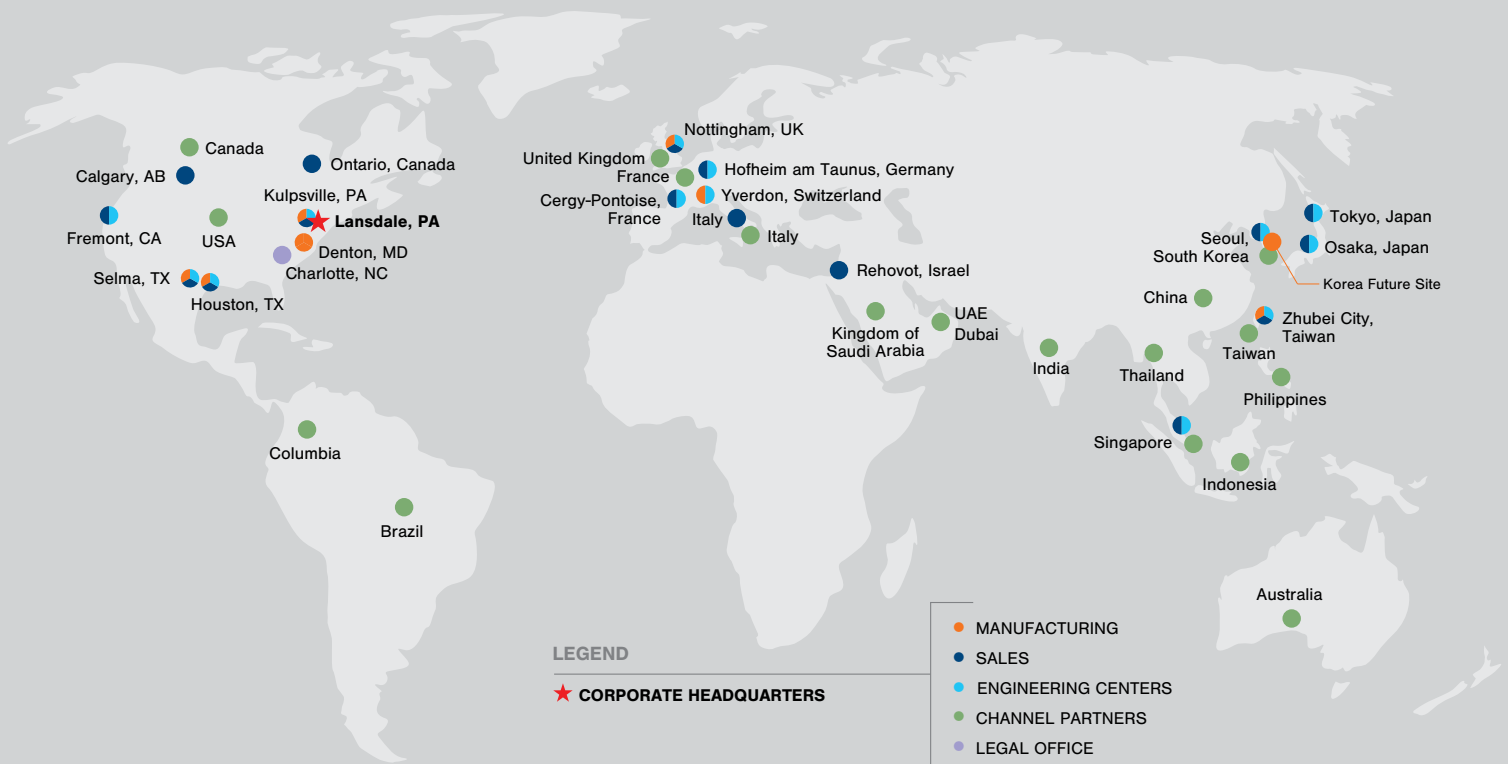 Canada
Calgary, AB
Ontario, Canada
Kulpsville, PA
Lansdale, PA
Fremont, CA
USA
Denton, MD
Charlotte, NC
Selma, TX
Houston, TX
Columbia
Brazil
Nottingham, UK
United Kingdom
France
Hofheim am Taunus, Germany
Cergy-Pontoise,
France
Yverdon, Switzerland
Italy
Italy
Rehovot, Israel
Kingdom of
Saudi Arabia
UAE
Dubai
India
Thailand
China
Seoul,
South Korea
Tokyo, Japan
Osaka, Japan
Korea Future Site
Zhubei City,
Taiwan
Taiwan
Philippines
Singapore
Indonesia
Australia
LEGEND
CORPORATE HEADQUARTERS
MANUFACTURING
SALES
ENGINEERING CENTERS
CHANNEL PARTNERS
LEGAL OFFICE